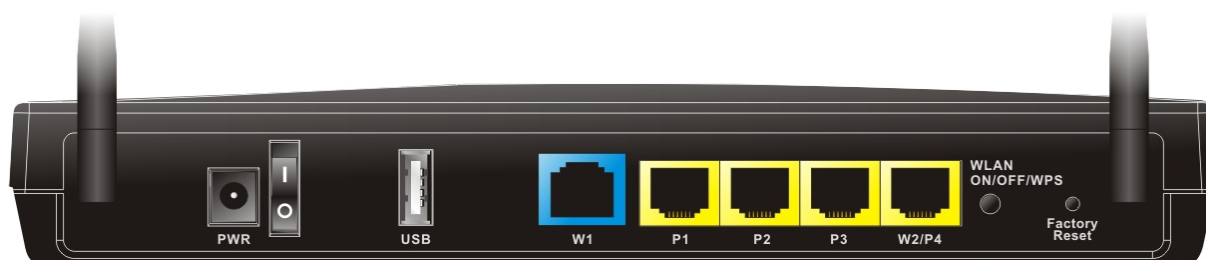 I
O
PWR
USB
W1
P1
P2
P3
W2/P4
WLAN
ON/OFF/WPS
Factory
Reset